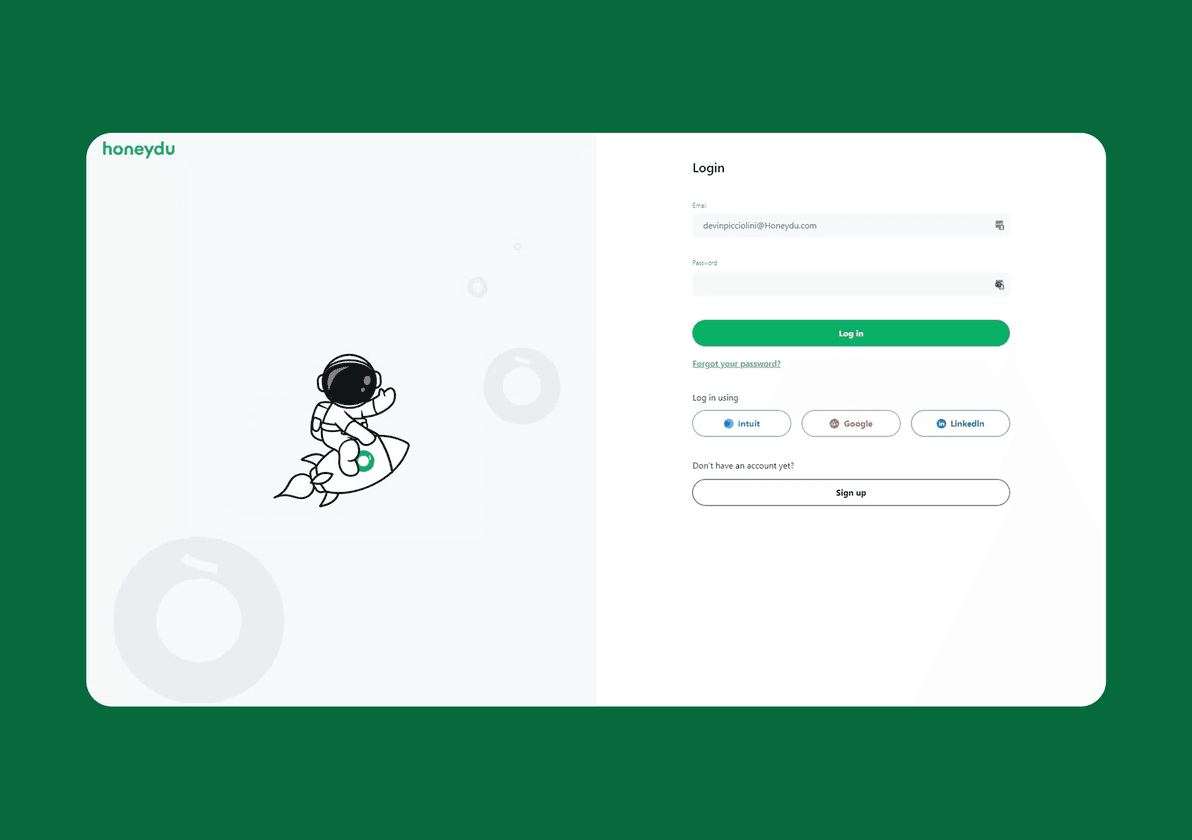 honeydu
Login
Email
devinpicciolini@Honeydu.com
Password
Log in
Forgot your password?
Log in using
Intuit
Google
LinkedIn
Don't have an account yet?
Sign up